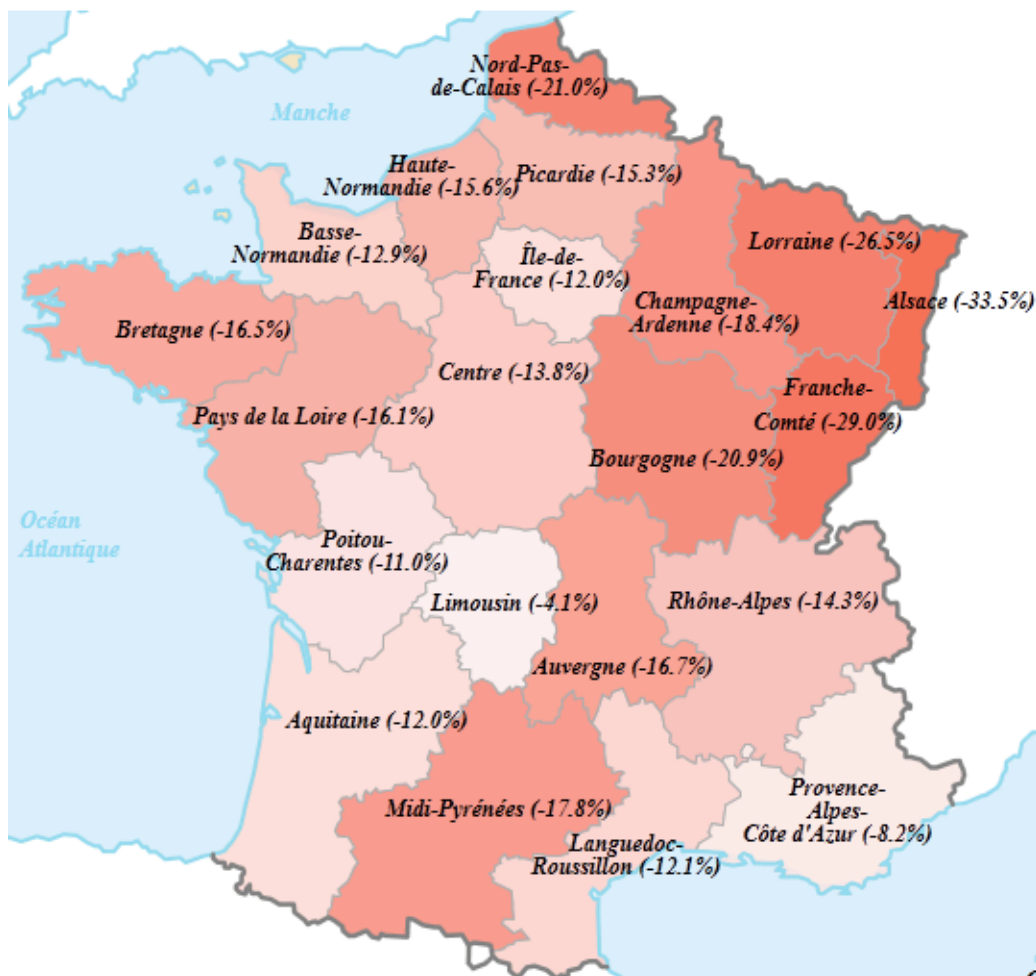 Nord-Pas-
de-Calais (-21.0%)
Manche
Haute-
Normandie (-15.6%)
Picardie (-15.3%)
Basse-
Normandie (-12.9%)
Île-de-
France (-12.0%)
Lorraine (-26.5%)
Champagne-
Ardenne (-18.4%)
Alsace (-33.5%)
Bretagne (-16.5%)
Centre (-13.8%)
Franche-
Comté (-29.0%)
Pays de la Loire (-16.1%)
Bourgogne (-20.9%)
Océan
Atlantique
Poitou-
Charentes (-11.0%)
Limousin (-4.1%)
Rhône-Alpes (-14.3%)
Auvergne (-16.7%)
Aquitaine (-12.0%)
Midi-Pyrénées (-17.8%)
Provence-
Alpes-
Côte d'Azur (-8.2%)
Languedoc-
Roussillon (-12.1%)